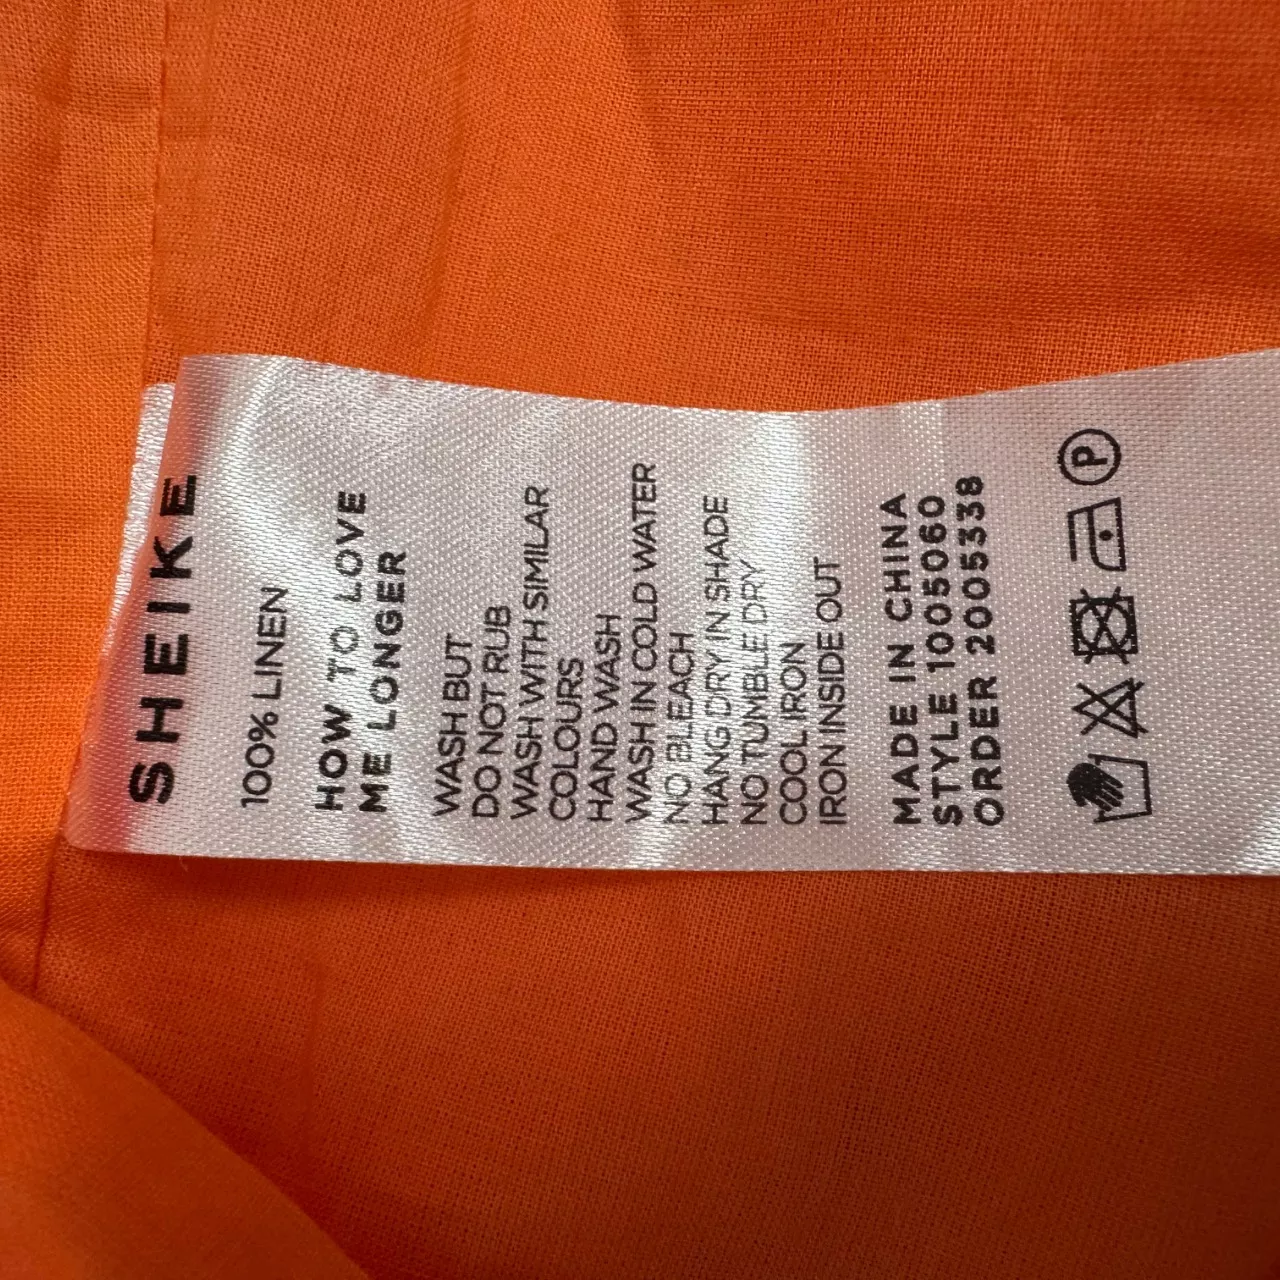 SHEIKE
100% LINEN
HOW TO LOVE
ME LONGER
WASH BUT
DO NOT RUB
WASH WITH SIMILAR
COLOURS
HAND WASH
WASH IN COLD WATER
NO BLEACH
HANG DRY IN SHADE
NO TUMBLE DRY
COOL IRON
IRON INSIDE OUT
MADE IN CHINA
STYLE 1005060
ORDER 2005338
P